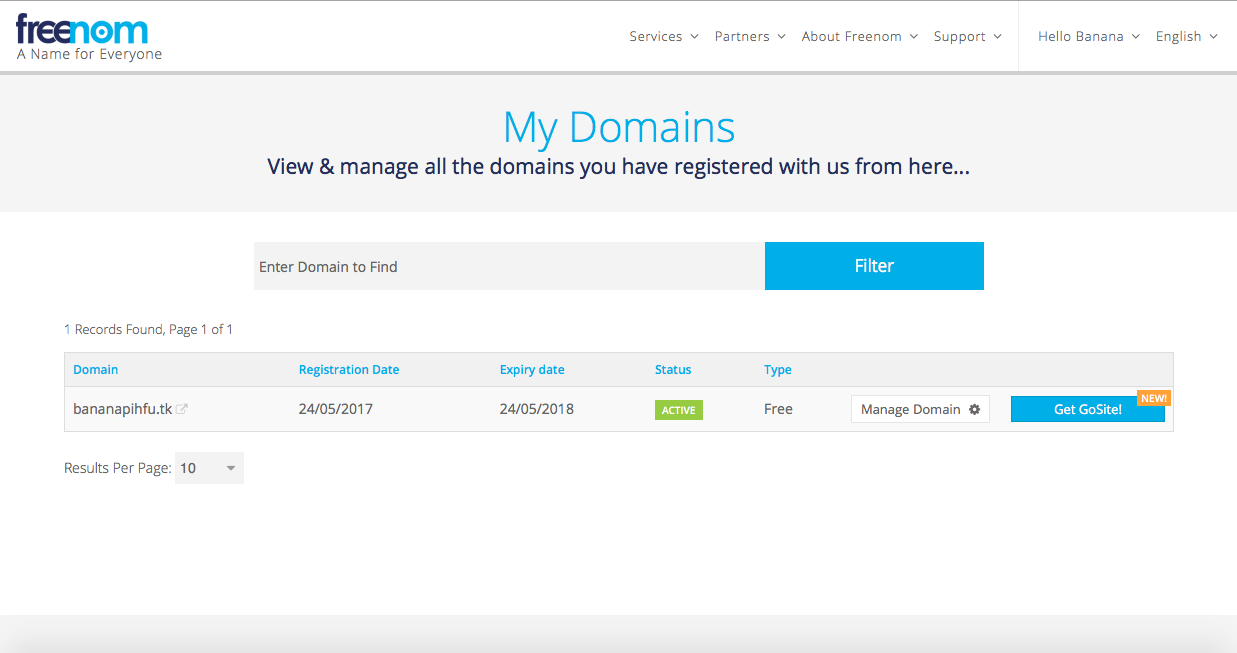 freenom
A Name for Everyone
Services Partners About Freenom Support Hello Banana English
My Domains
View & manage all the domains you have registered with us from here...
Enter Domain to Find Filter
1 Records Found, Page 1 of 1
Domain Registration Date Expiry date Status Type
bananapihfu.tk 24/05/2017 24/05/2018 ACTIVE Free Manage Domain Get GoSite! NEW!
Results Per Page: 10